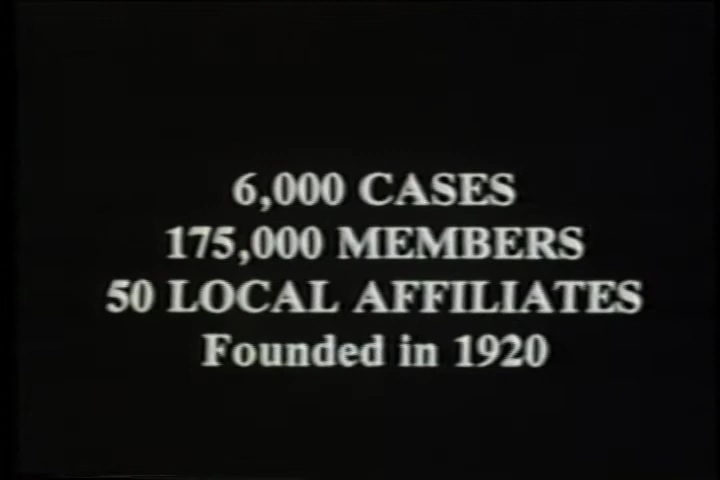 6,000 CASES
175,000 MEMBERS
50 LOCAL AFFILIATES
Founded in 1920